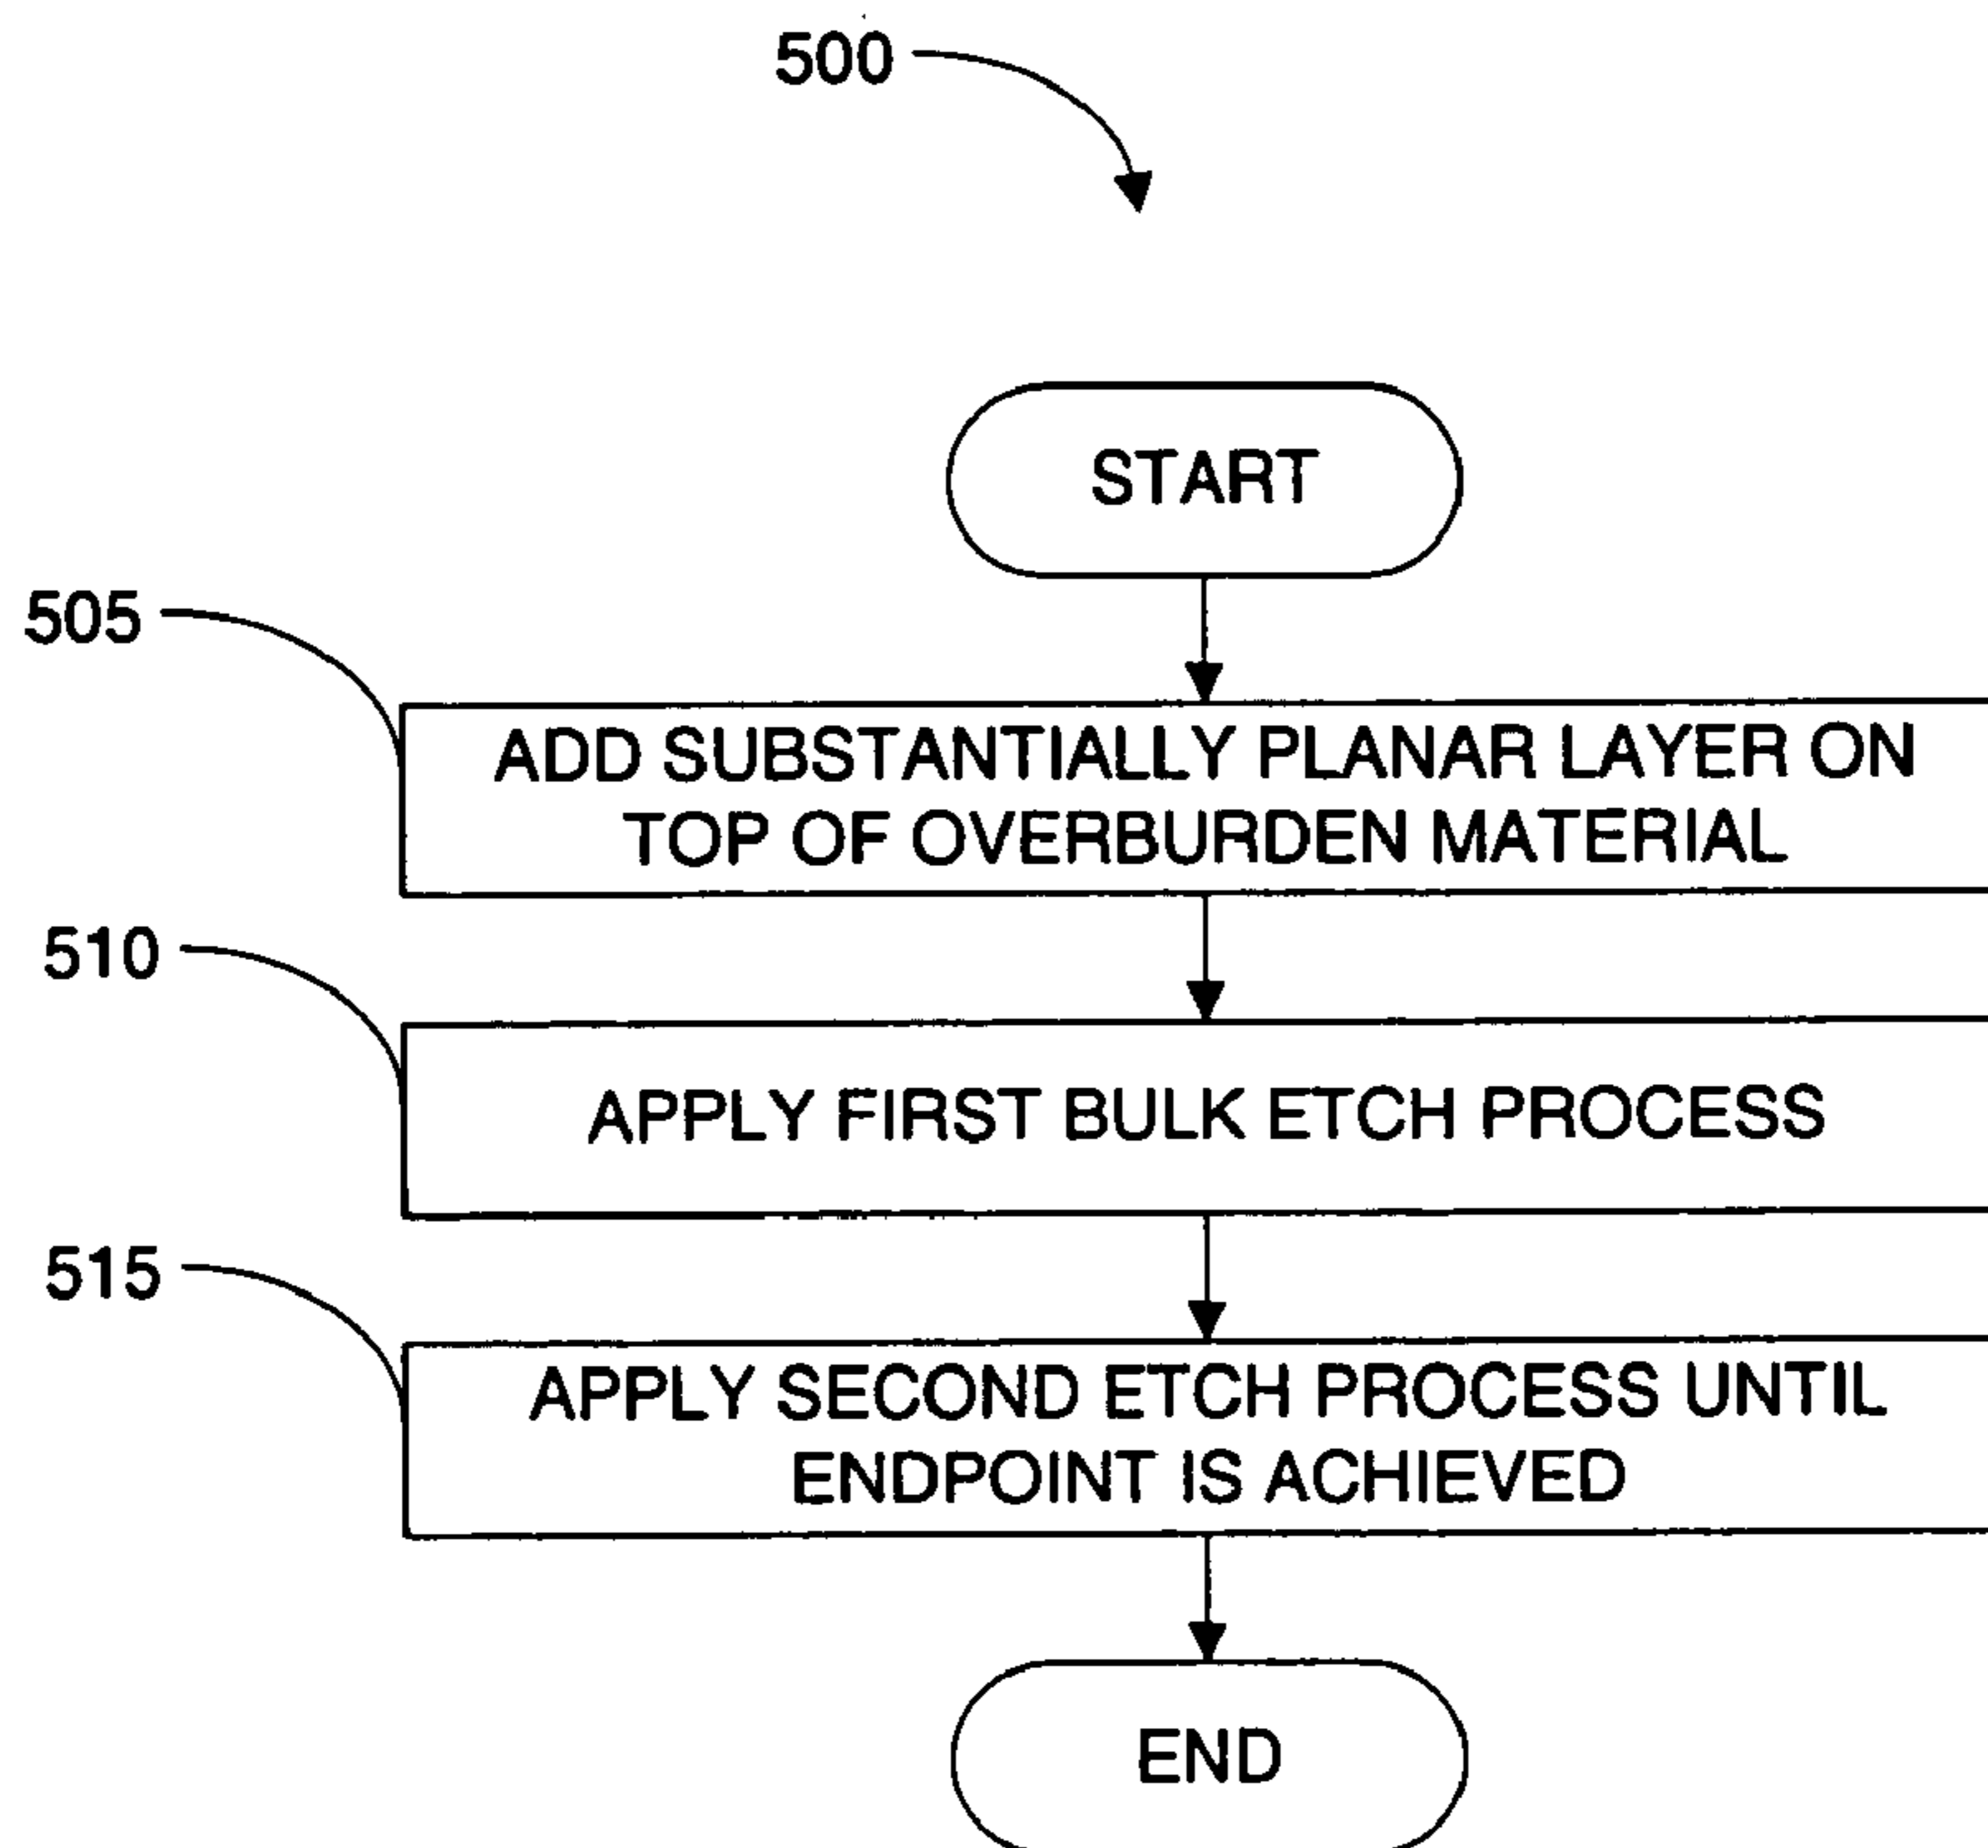 500
START
505
ADD SUBSTANTIALLY PLANAR LAYER ON
TOP OF OVERBURDEN MATERIAL
510
APPLY FIRST BULK ETCH PROCESS
515
APPLY SECOND ETCH PROCESS UNTIL
ENDPOINT IS ACHIEVED
END